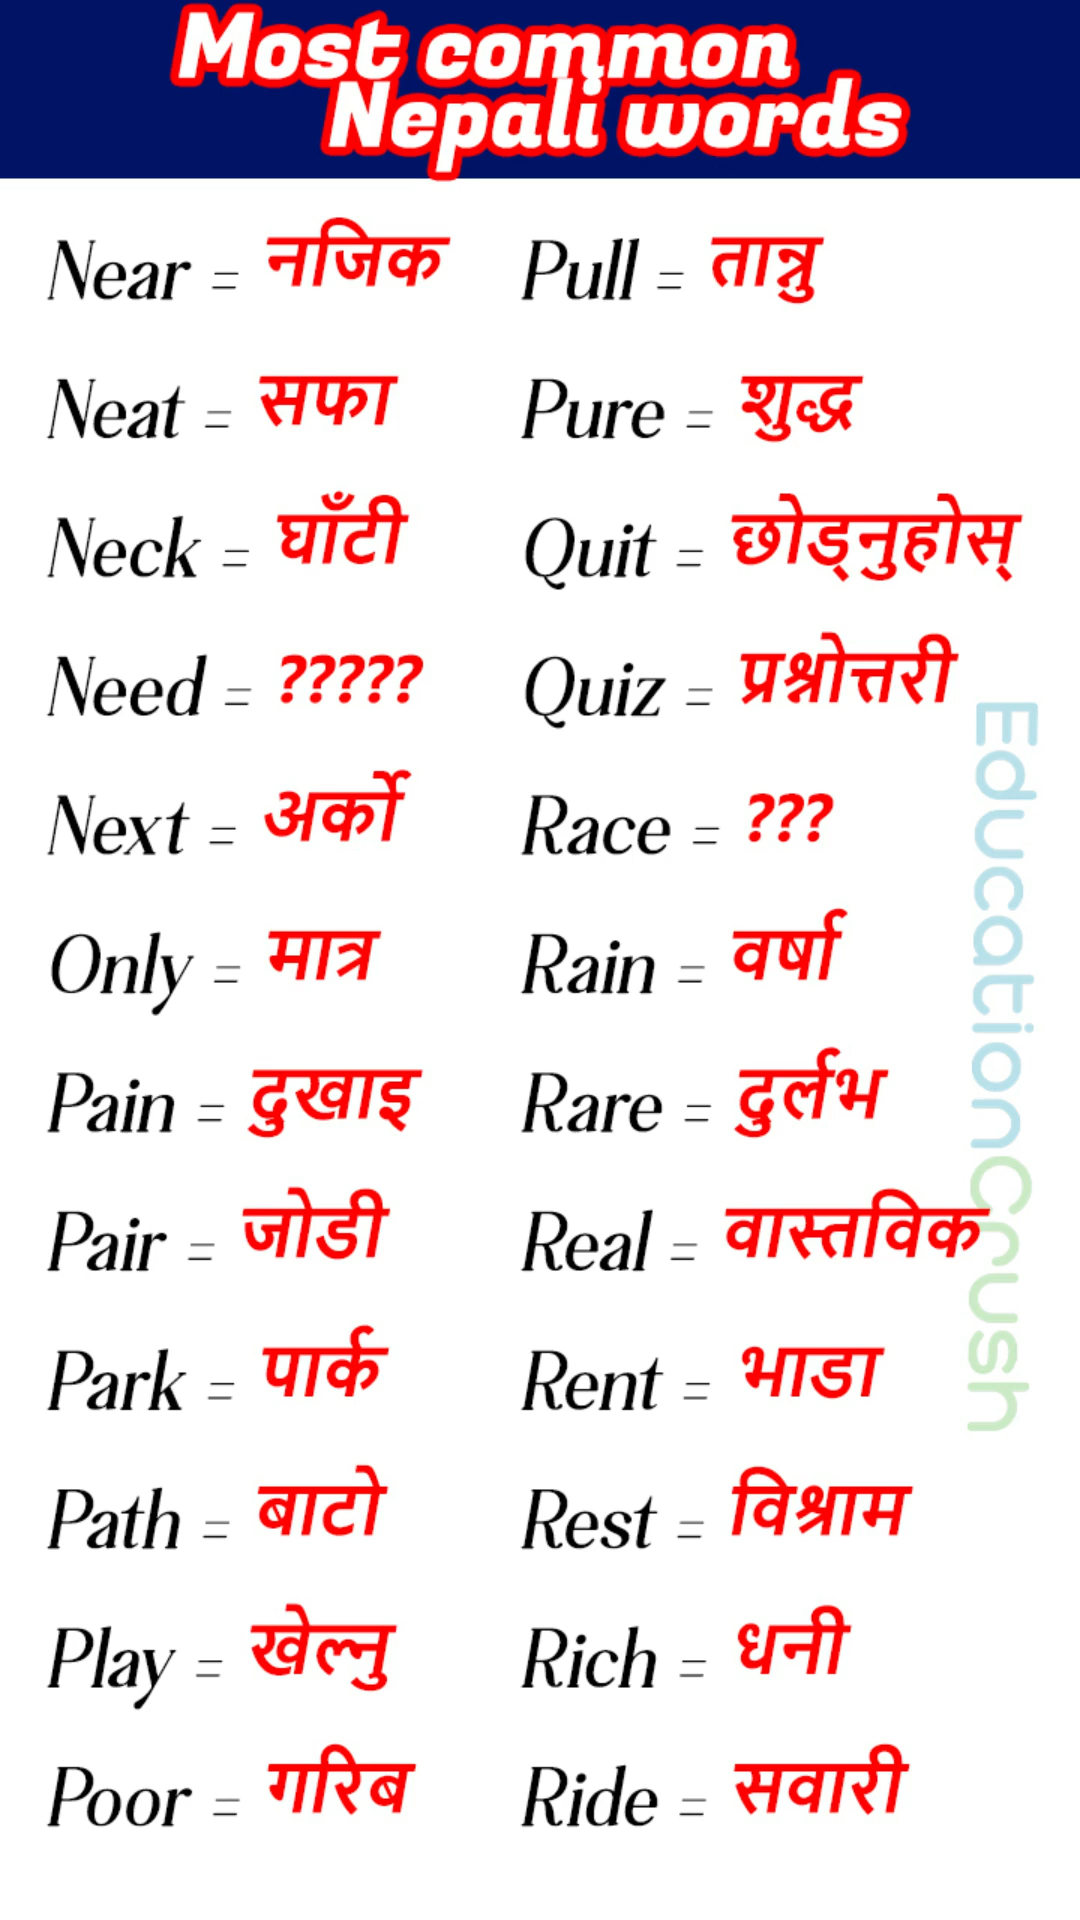 Most common
Nepali words
Near = नजिक
Neat = सफा
Neck = घाँटी
Need = ?????
Next = अर्को
Only = मात्र
Pain = दुखाइ
Pair = जोडी
Park = पार्क
Path = बाटो
Play = खेल्नु
Poor = गरिब
Pull = तान्नु
Pure = शुद्ध
Quit = छोड्नुहोस्
Quiz = प्रश्नोत्तरी
Race = ???
Rain = वर्षा
Rare = दुर्लभ
Real = वास्तविक
Rent = भाडा
Rest = विश्राम
Rich = धनी
Ride = सवारी
EducationCrush